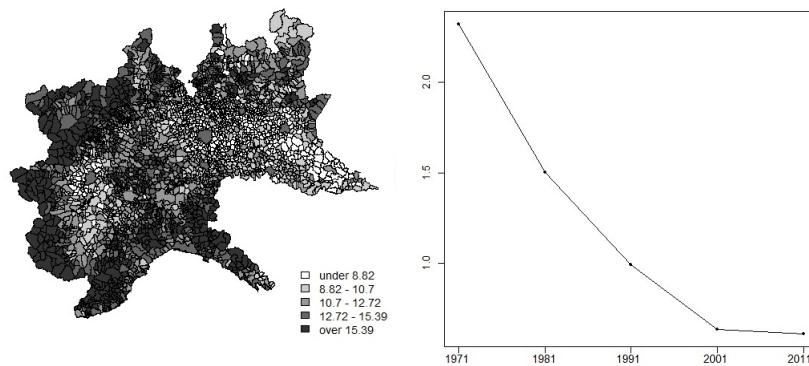 under 8.82
8.82 - 10.7
10.7 - 12.72
12.72 - 15.39
over 15.39
2.0
1.5
1.0
1971 1981 1991 2001 2011